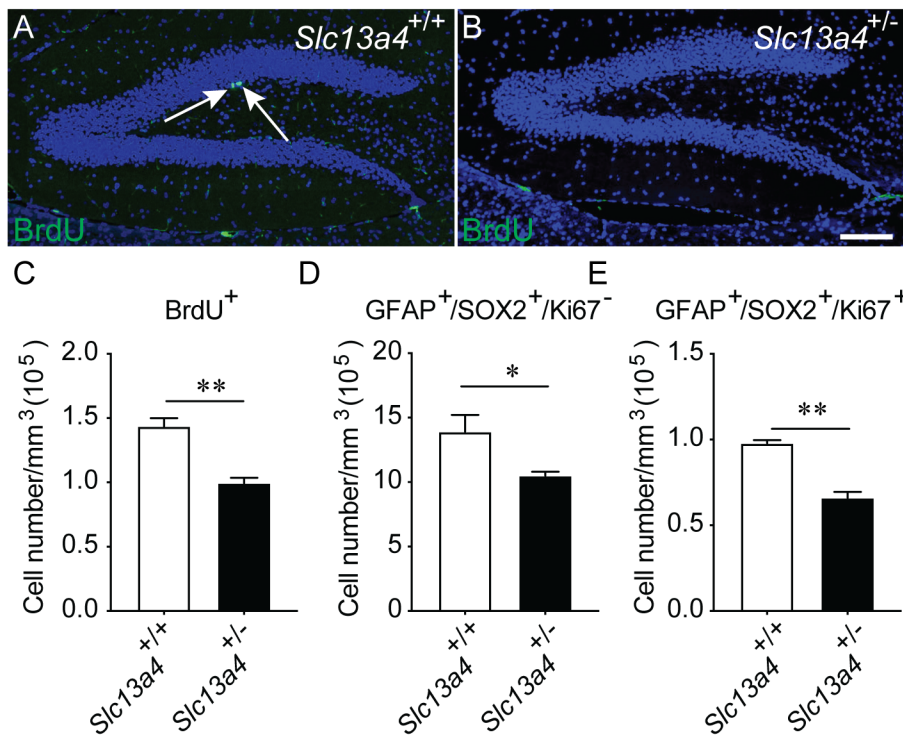 A
Slc13a4+/+
BrdU
B
Slc13a4+/-
BrdU
C
BrdU+
Cell number/mm3(105)
2.0
1.5
1.0
0.5
0.0
**
+/+
Slc13a4
+/-
Slc13a4
D
GFAP+/SOX2+/Ki67-
Cell number/mm3(105)
20
15
10
5
0
*
+/+
Slc13a4
+/-
Slc13a4
E
GFAP+/SOX2+/Ki67+
Cell number/mm3(105)
1.5
1.0
0.5
0.0
**
+/+
Slc13a4
+/-
Slc13a4